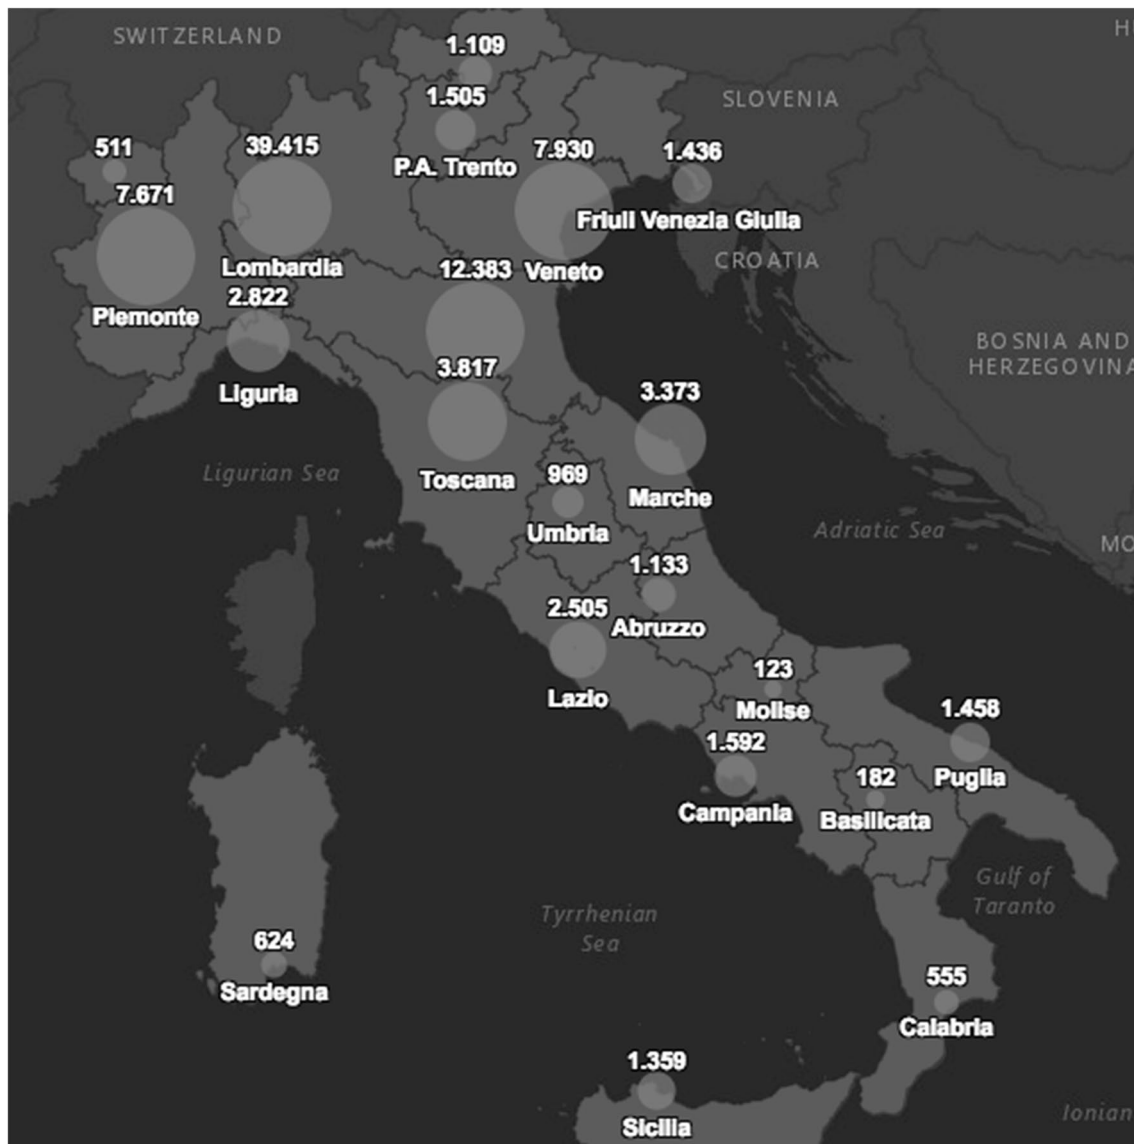 SWITZERLAND
1.109
1.505
P.A. Trento
SLOVENIA
511
7.671
Piemonte
39.415
Lombardia
7.930
Veneto
1.436
Friuli Venezia Giulia
CROATIA
12.383
2.822
Liguria
BOSNIA AND
HERZEGOVINA
3.817
Toscana
3.373
Marche
Ligurian Sea
969
Umbria
Adriatic Sea
MO
1.133
Abruzzo
2.505
Lazio
123
Molise
1.458
Puglia
1.592
Campania
182
Basilicata
Gulf of
Taranto
Tyrrhenian
Sea
624
Sardegna
555
Calabria
1.359
Sicilia
Ionian